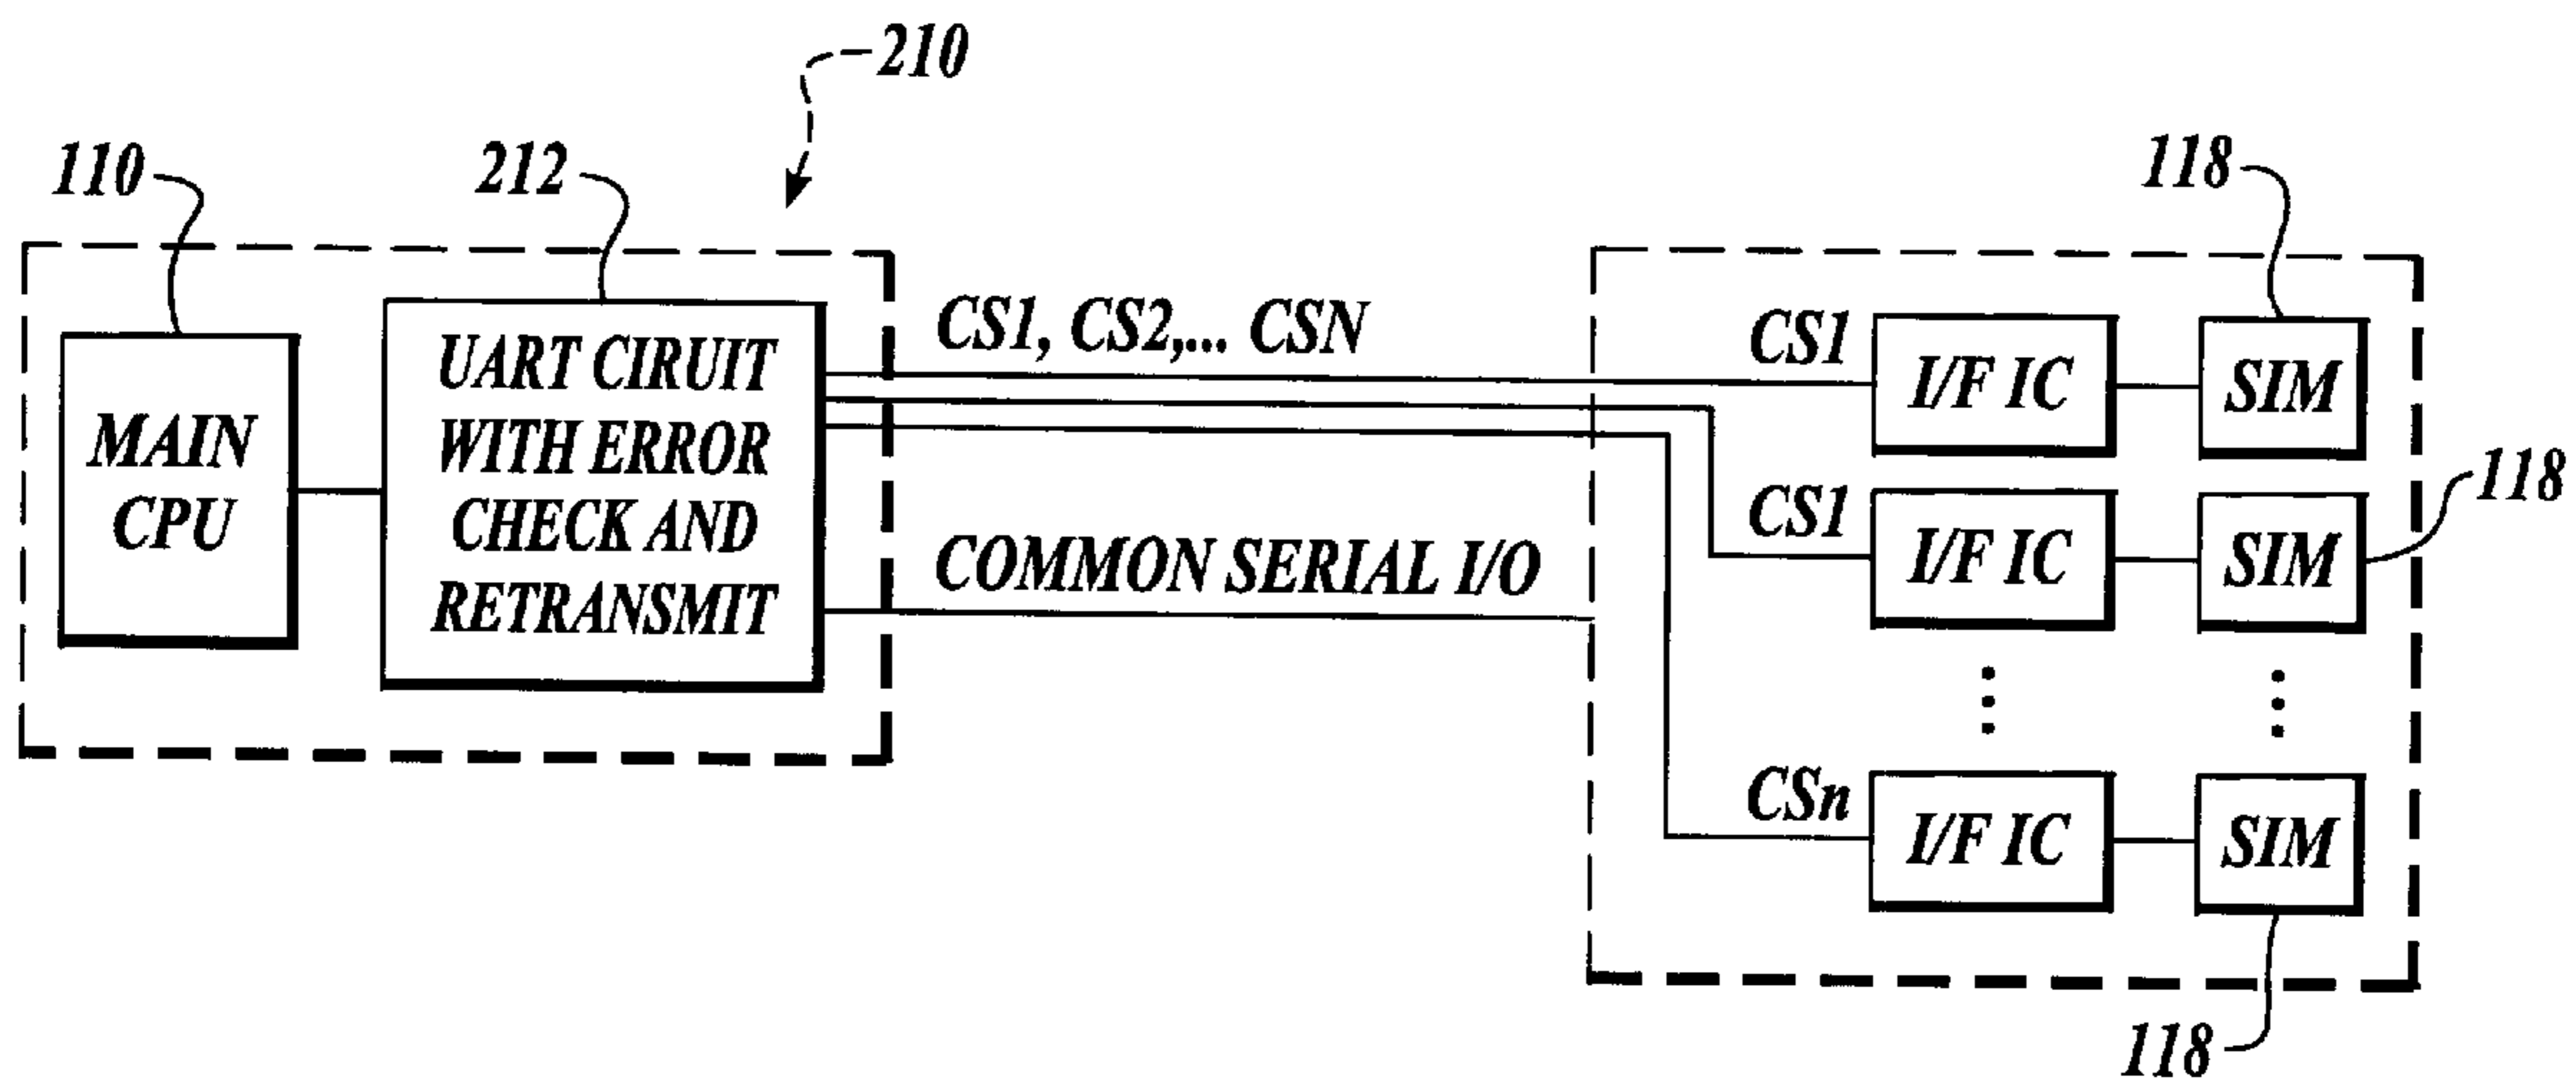 210
110
212
118
MAIN
CPU
UART CIRUIT
WITH ERROR
CHECK AND
RETRANSMIT
CS1, CS2,... CSN
COMMON SERIAL I/O
CS1
I/F IC
SIM
118
CS1
I/F IC
SIM
CSn
I/F IC
SIM
118